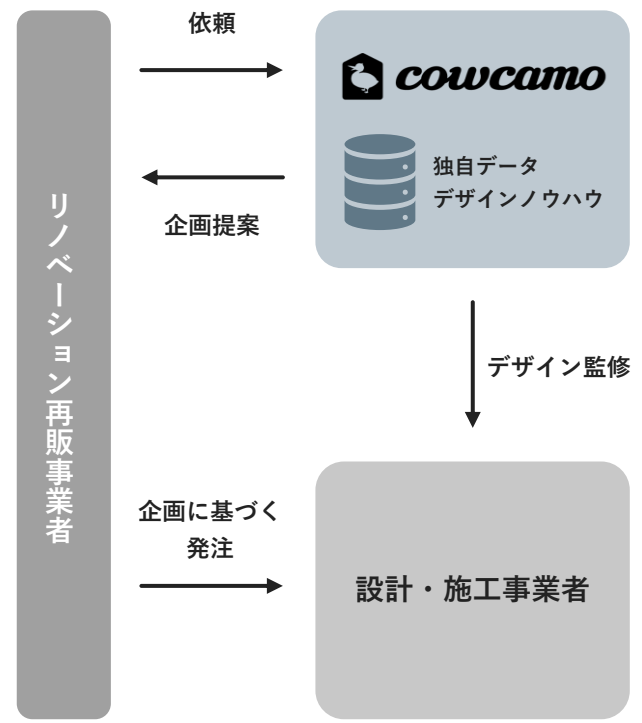 リノベーション再販事業者
依頼
cowcamo
独自データ
デザインノウハウ
企画提案
デザイン監修
企画に基づく
発注
設計・施工事業者